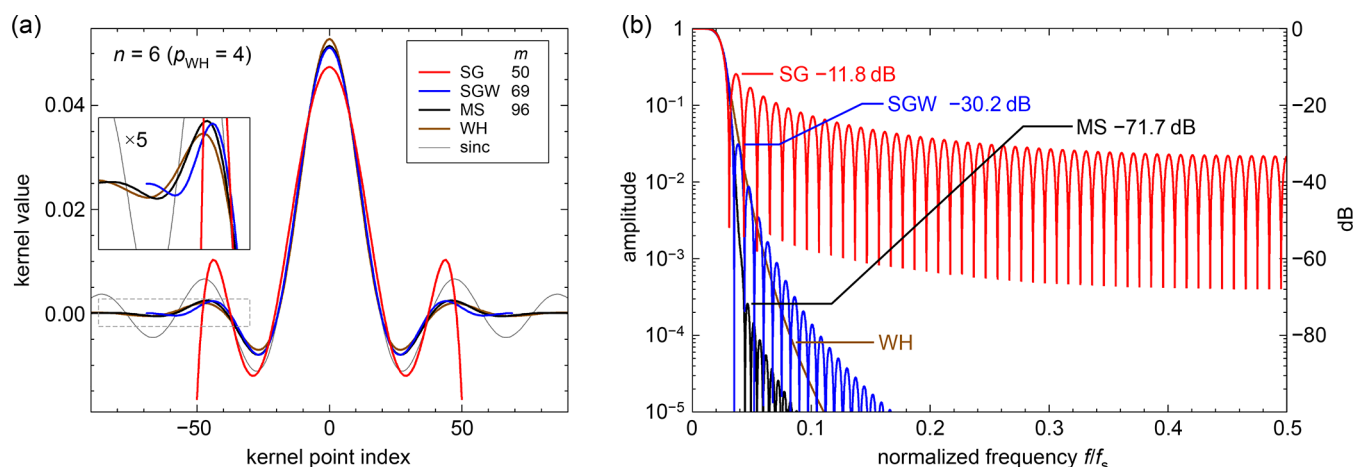 (a)
n = 6 (pWH = 4)
m
SG 50
SGW 69
MS 96
WH
sinc
×5
kernel value
0.04
0.02
0.00
−50
0
50
kernel point index
(b)
SG −11.8 dB
SGW −30.2 dB
MS −71.7 dB
WH
amplitude
1
10−1
10−2
10−3
10−4
10−5
0
−20
−40
−60
−80
dB
0
0.1
0.2
0.3
0.4
0.5
normalized frequency f/fs